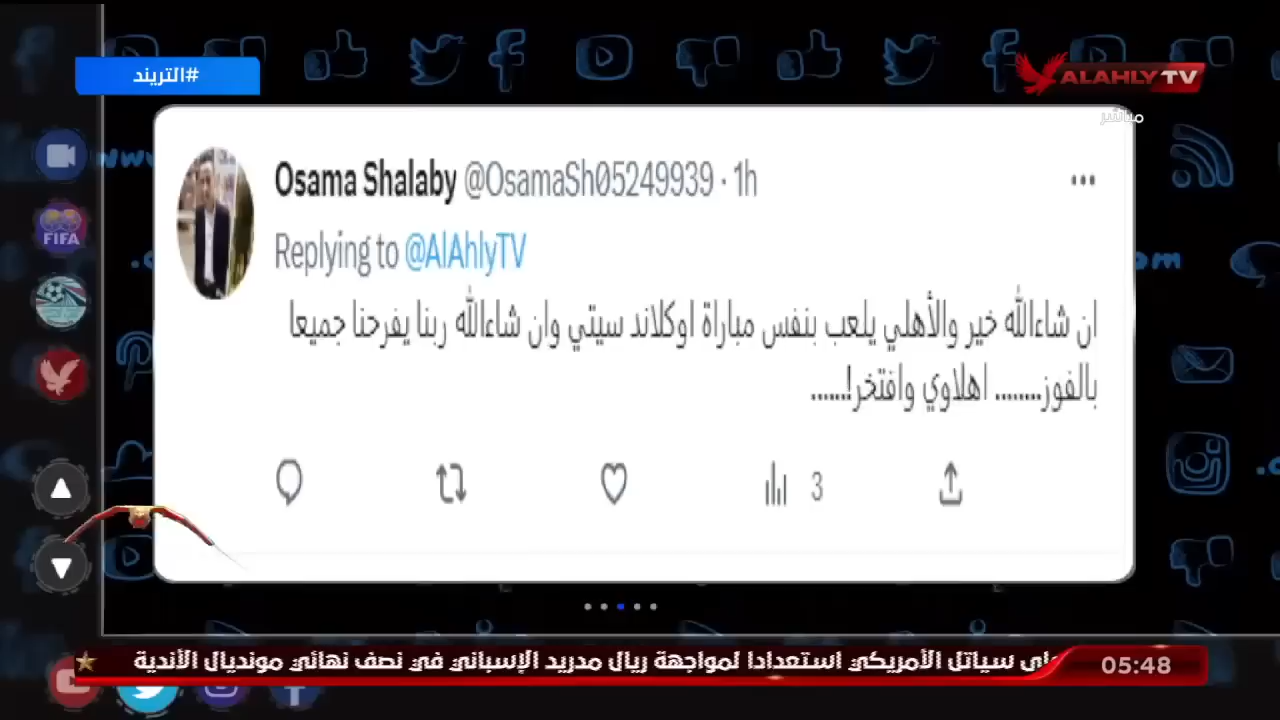 #التريند
ALAHLY TV
مباشر
Osama Shalaby @OsamaSh05249939 · 1h
Replying to @AlAhlyTV
ان شاءالله خير والأهلي يلعب بنفس مباراة اوكلاند سيتي وان شاءالله ربنا يفرحنا جميعا
بالفوز........ اهلاوي وافتخر!......
3
FIFA
سياتل الأمريكي استعدادا لمواجهة ريال مدريد الإسباني في نصف نهائي مونديال الأندية
05:48